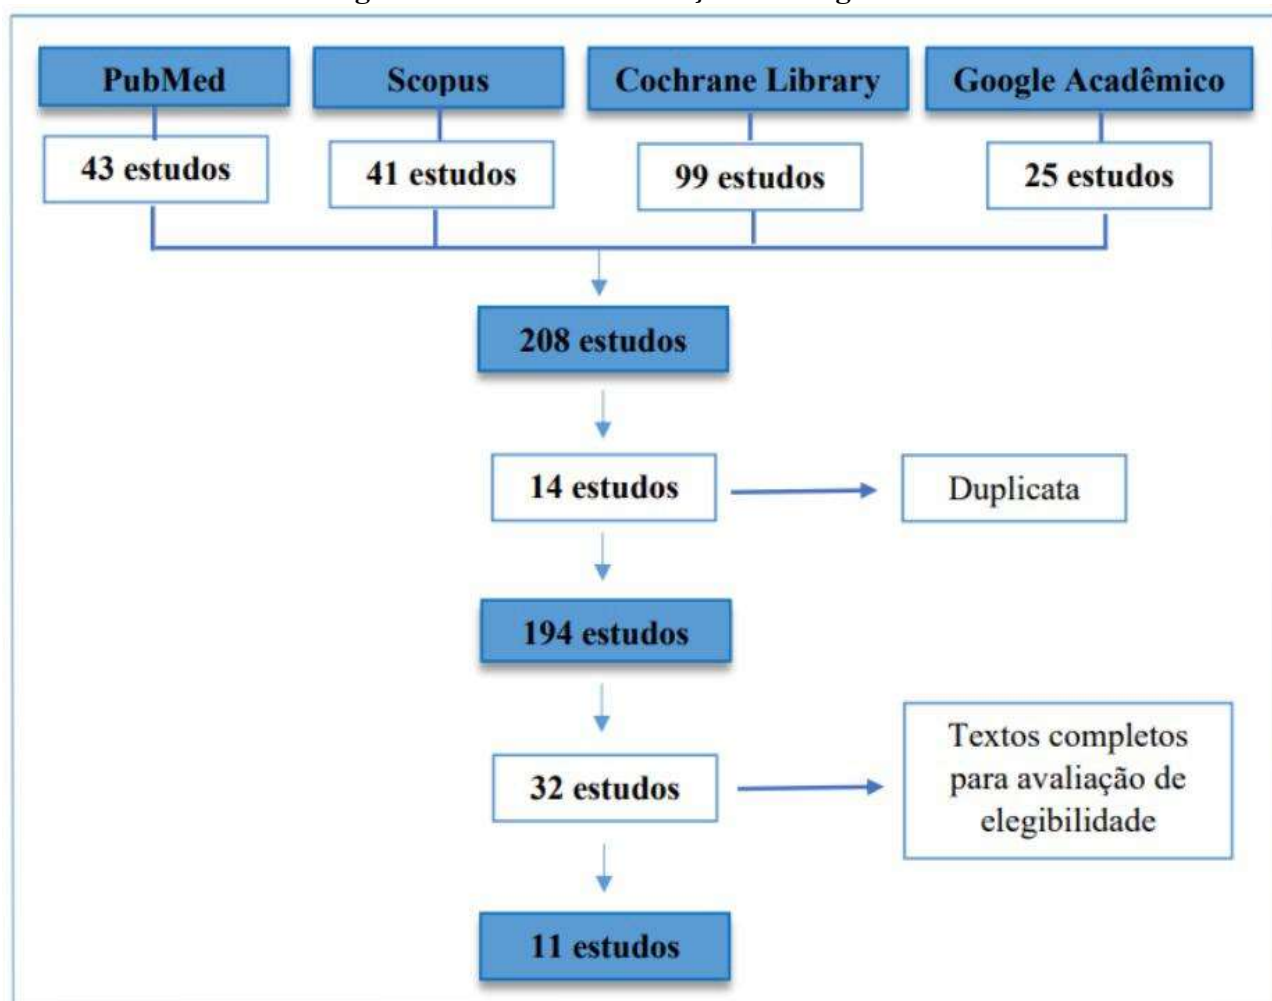 PubMed
Scopus
Cochrane Library
Google Acadêmico
43 estudos
41 estudos
99 estudos
25 estudos
208 estudos
14 estudos
Duplicata
194 estudos
32 estudos
Textos completos
para avaliação de
elegibilidade
11 estudos